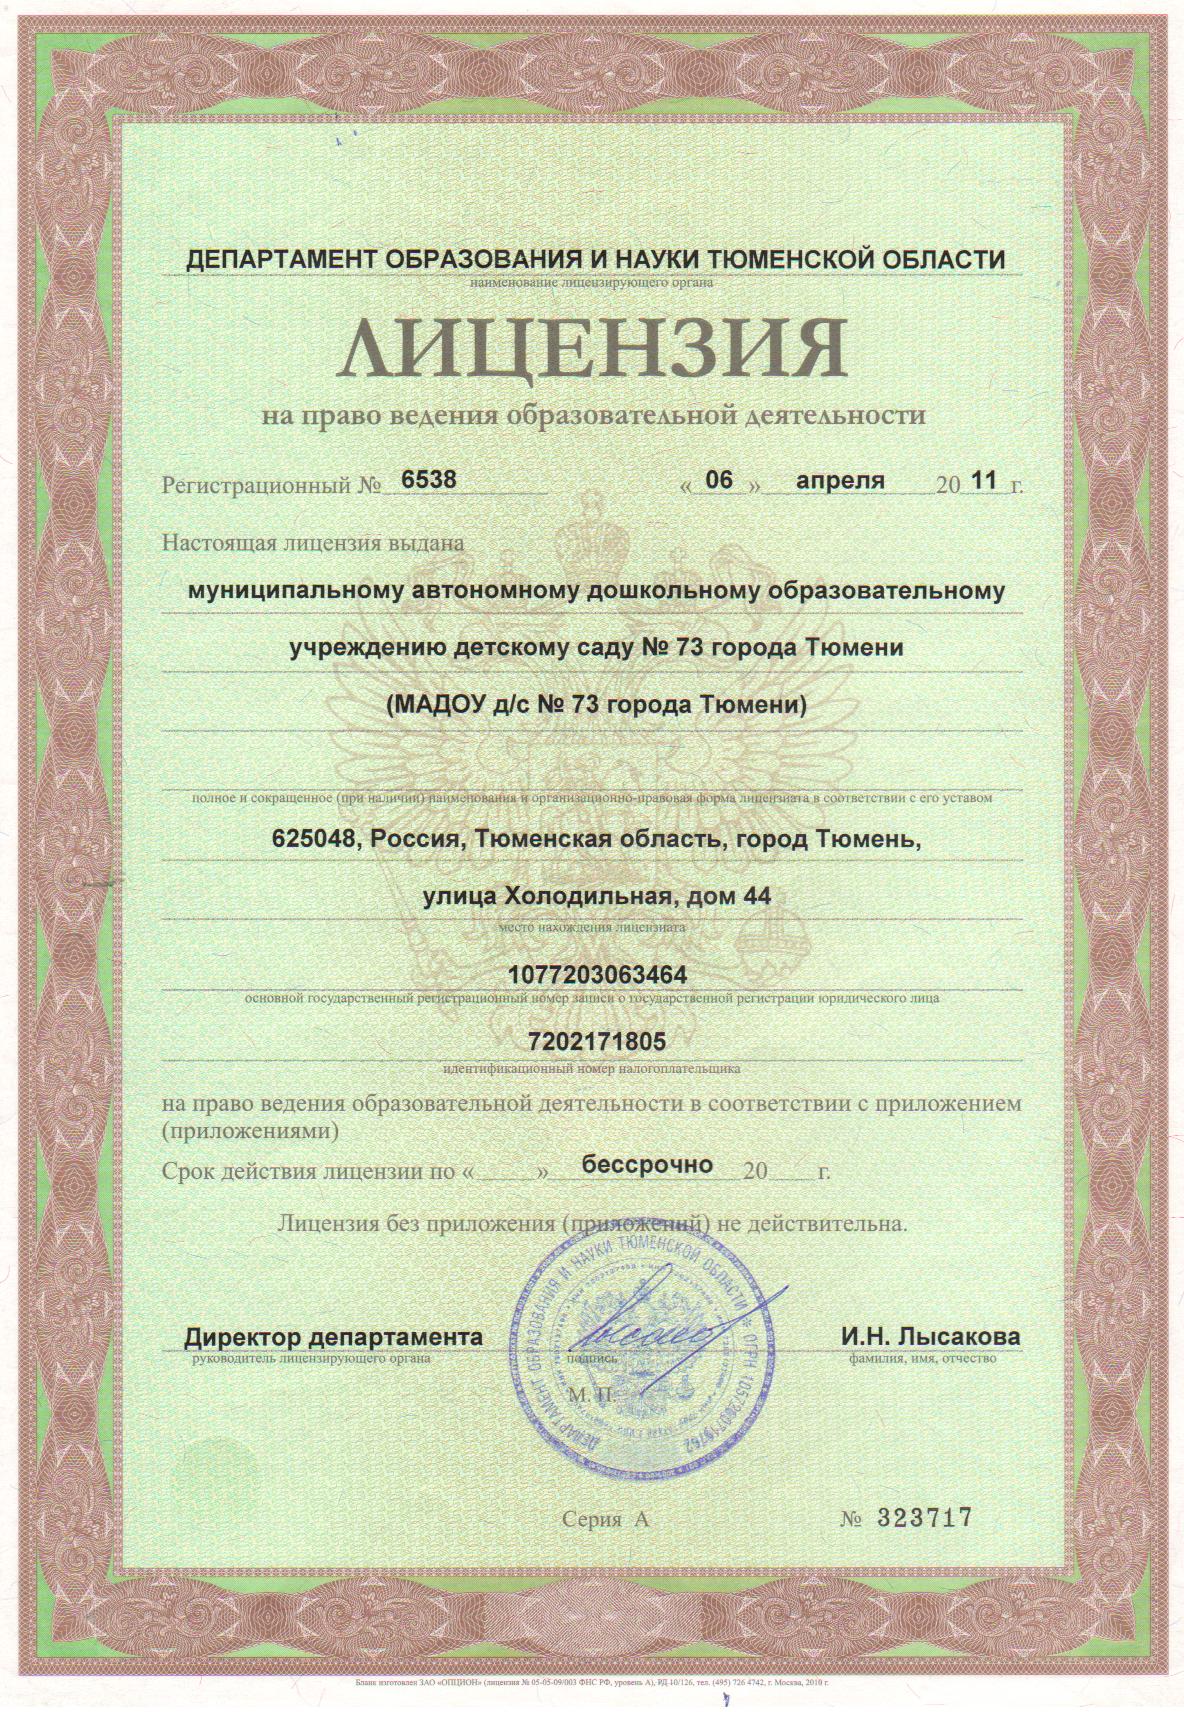 ДЕПАРТАМЕНТ ОБРАЗОВАНИЯ И НАУКИ ТЮМЕНСКОЙ ОБЛАСТИ
наименование лицензирующего органа
ЛИЦЕНЗИЯ
на право ведения образовательной деятельности
Регистрационный № 6538 « 06 » апреля 20 11 г.
Настоящая лицензия выдана
муниципальному автономному дошкольному образовательному
учреждению детскому саду № 73 города Тюмени
(МАДОУ д/с № 73 города Тюмени)
полное и сокращенное (при наличии) наименования и организационно-правовая форма лицензиата в соответствии с его уставом
625048, Россия, Тюменская область, город Тюмень,
улица Холодильная, дом 44
место нахождения лицензиата
1077203063464
основной государственный регистрационный номер записи о государственной регистрации юридического лица
7202171805
идентификационный номер налогоплательщика
на право ведения образовательной деятельности в соответствии с приложением
(приложениями)
Срок действия лицензии по « » бессрочно 20 г.
Лицензия без приложения (приложений) не действительна.
ДЕПАРТАМЕНТ ОБРАЗОВАНИЯ И НАУКИ ТЮМЕНСКОЙ ОБЛАСТИ * ОГРН 1057200719762
Директор департамента И.Н. Лысакова
руководитель лицензирующего органа подпись фамилия, имя, отчество
М. П.
Серия А № 323717
Бланк изготовлен ЗАО «ОПЦИОН» (лицензия № 05-05-09/003 ФНС РФ, уровень А), РД-10/126, тел. (495) 726 4742, г. Москва, 2010 г.